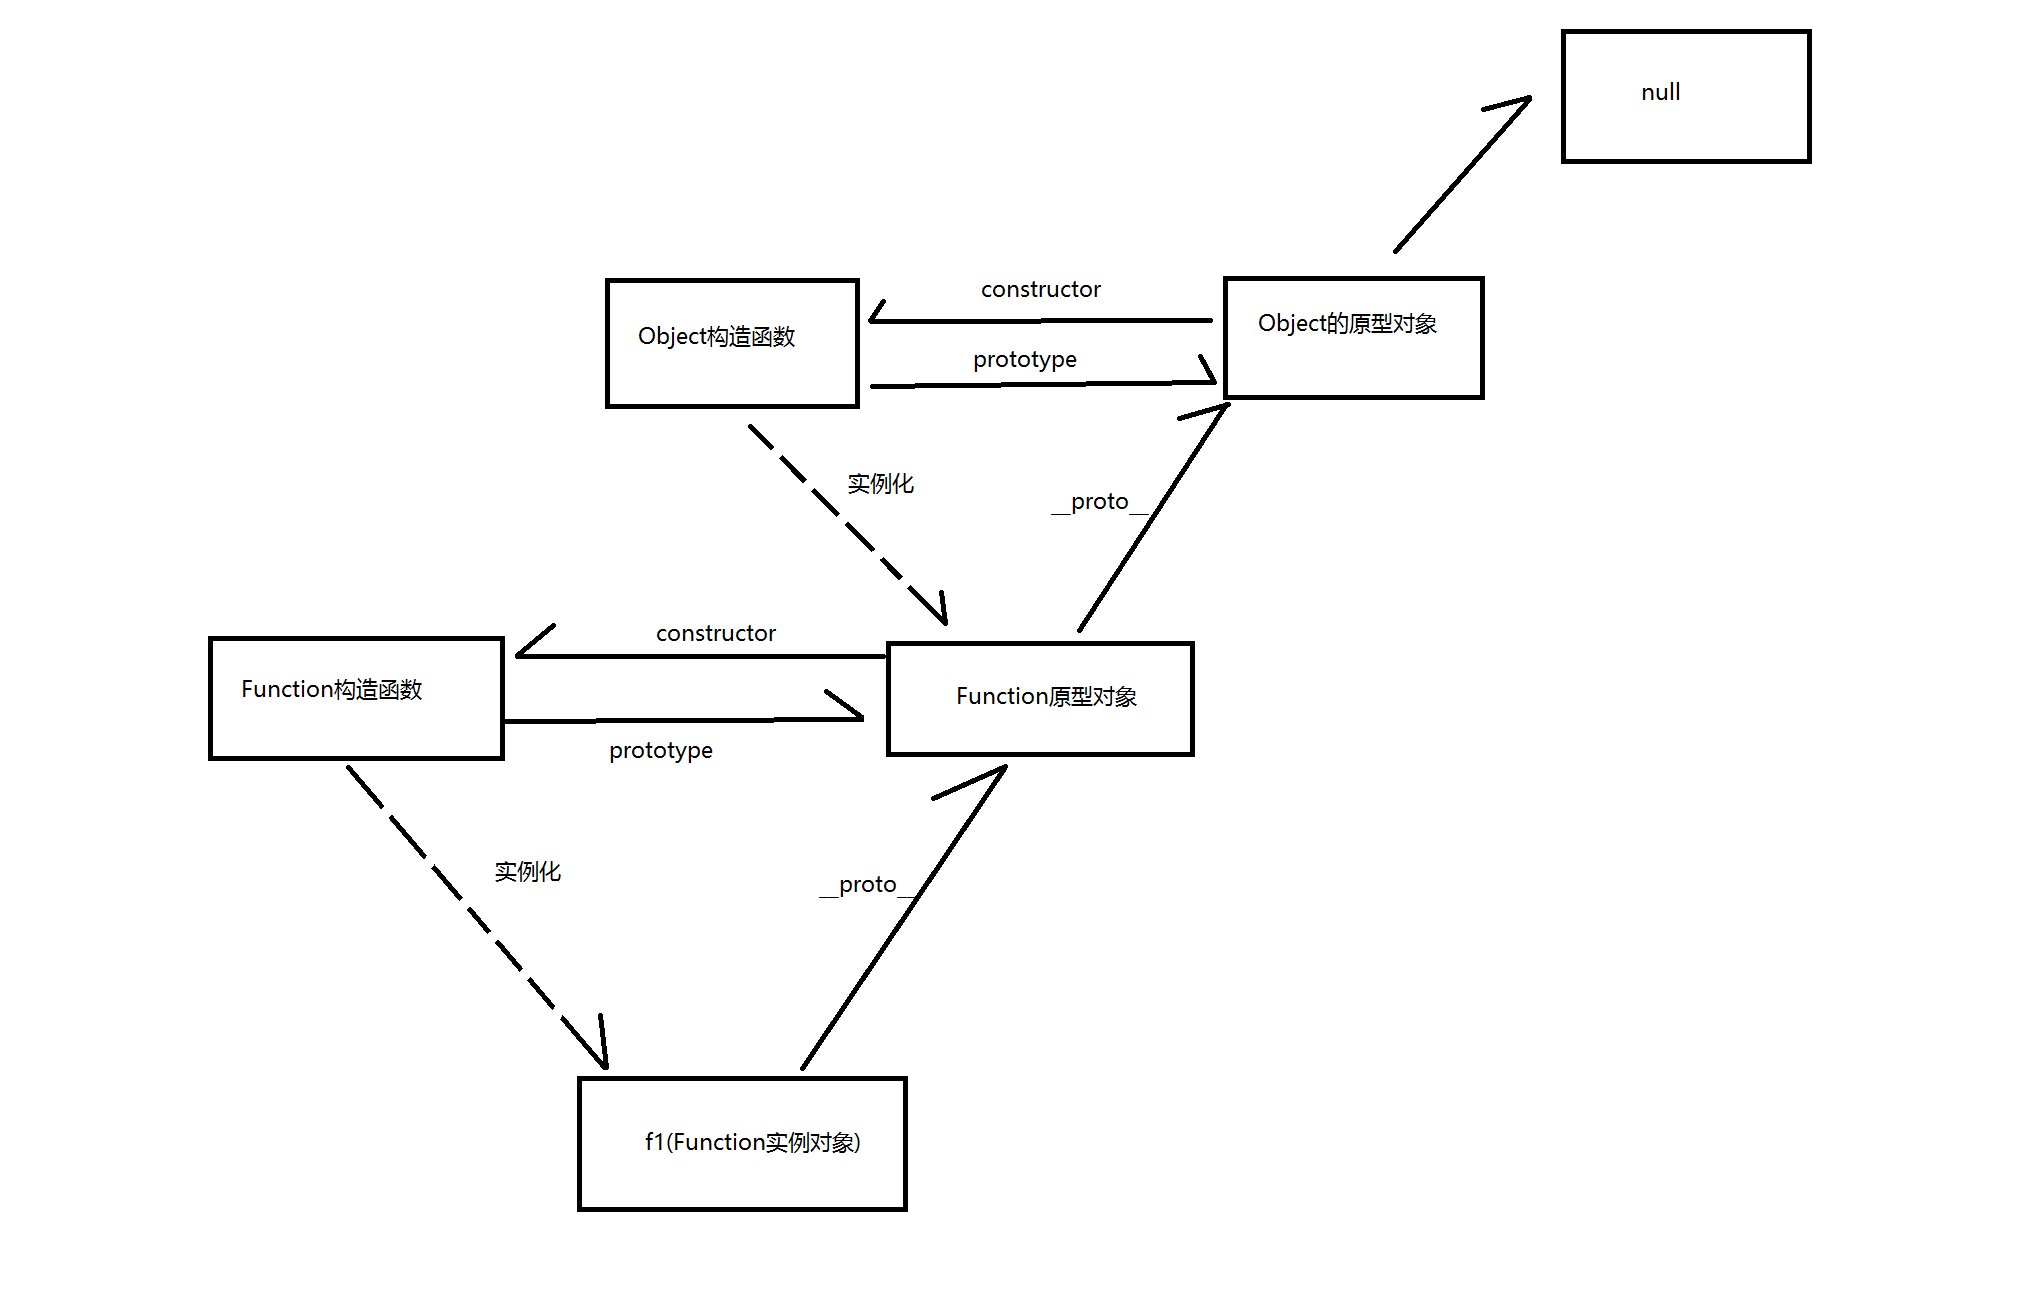 null
constructor
Object构造函数
Object的原型对象
prototype
实例化
__proto__
constructor
Function构造函数
Function原型对象
prototype
实例化
__proto__
f1(Function实例对象)